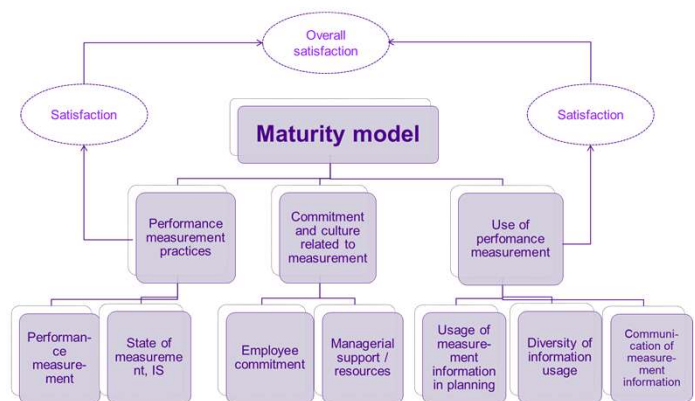 Overall
satisfaction
Satisfaction
Satisfaction
Maturity model
Performance
measurement
practices
Commitment
and culture
related to
measurement
Use of
perfomance
measurement
Performan-
ce
measure-
ment
State of
measureme
nt, IS
Employee
commitment
Managerial
support /
resources
Usage of
measure-
ment
information
in planning
Diversity of
information
usage
Communi-
cation of
measure-
ment
information